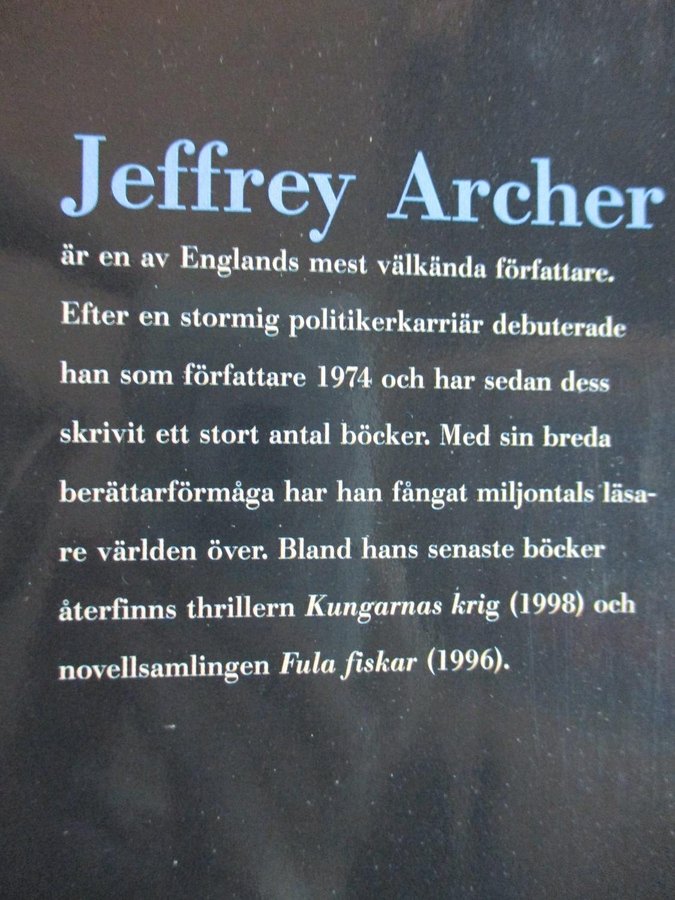 Jeffrey Archer
är en av Englands mest välkända författare.
Efter en stormig politikerkarriär debuterade
han som författare 1974 och har sedan dess
skrivit ett stort antal böcker. Med sin breda
berättarförmåga har han fångat miljontals läsa-
re världen över. Bland hans senaste böcker
återfinns thrillern Kungarnas krig (1998) och
novellsamlingen Fula fiskar (1996).